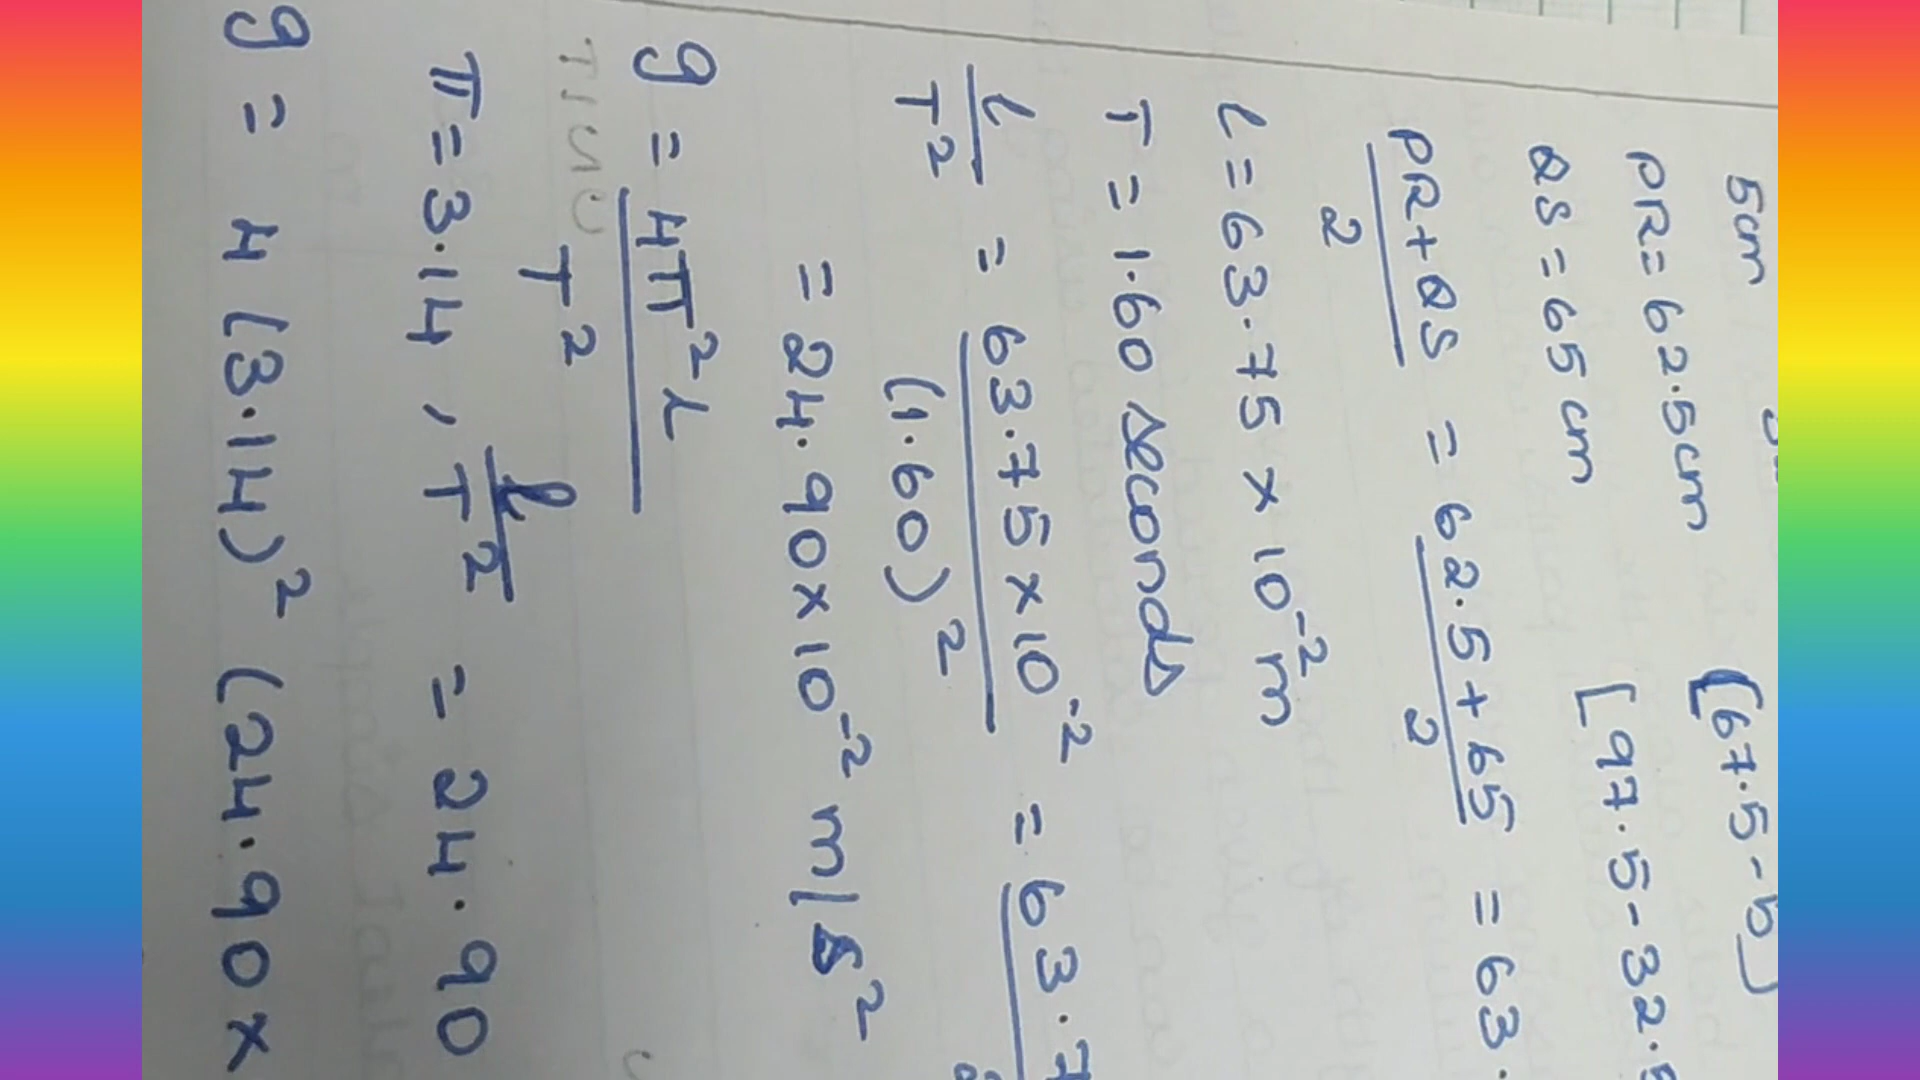 5cm (67.5-5)
PR = 62.5cm [97.5-32.5
QS = 65 cm
PR+QS/2 = 62.5+65/2 = 63.
l = 63.75 × 10⁻² m
T = 1.60 seconds
l/T² = 63.75×10⁻²/(1.60)² = 63.7
= 24.90×10⁻² m/s²
g = 4π²L/T²
π = 3.14, l/T² = 24.90
g = 4 (3.14)² (24.90×